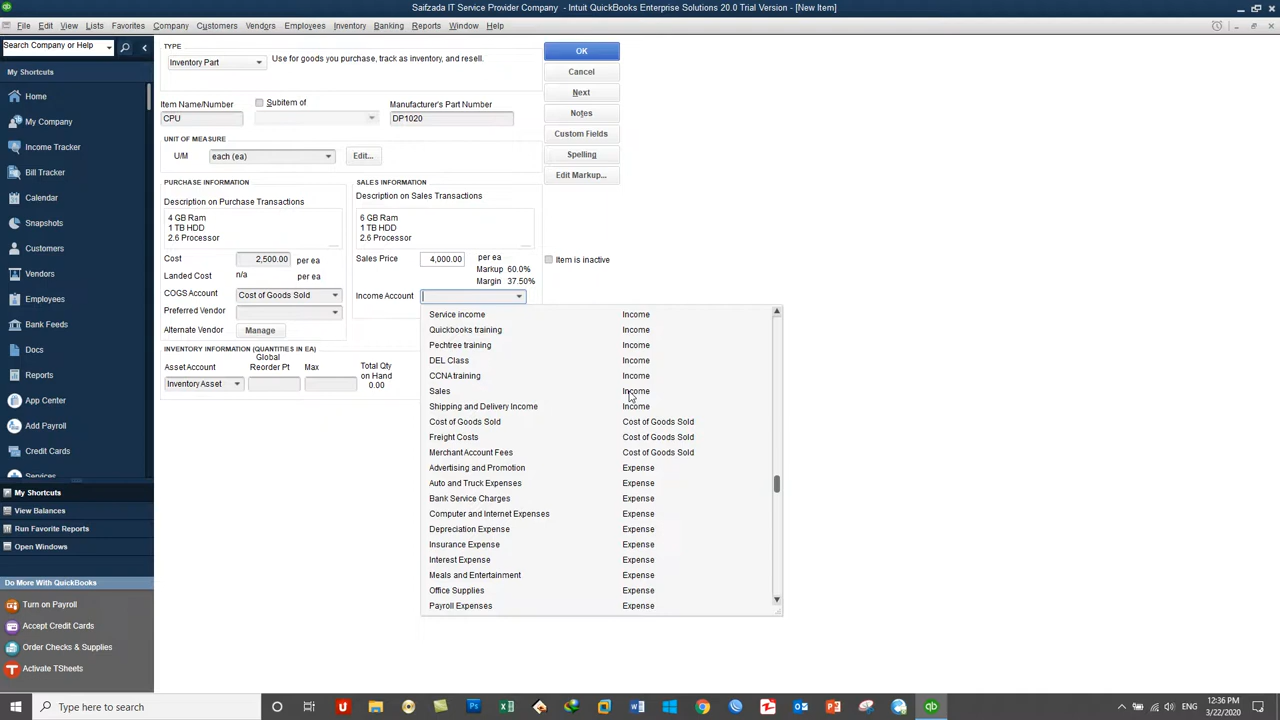 Saifzada IT Service Provider Company - Intuit QuickBooks Enterprise Solutions 20.0 Trial Version - [New Item]
File Edit View Lists Favorites Company Customers Vendors Employees Inventory Banking Reports Window Help
Search Company or Help
My Shortcuts
Home
My Company
Income Tracker
Bill Tracker
Calendar
Snapshots
Customers
Vendors
Employees
Bank Feeds
Docs
Reports
App Center
Add Payroll
Credit Cards
Services
My Shortcuts
View Balances
Run Favorite Reports
Open Windows
Do More With QuickBooks
Turn on Payroll
Accept Credit Cards
Order Checks & Supplies
Activate TSheets
TYPE
Inventory Part
Use for goods you purchase, track as inventory, and resell.
OK
Cancel
Next
Notes
Custom Fields
Spelling
Edit Markup...
Item is inactive
Item Name/Number
CPU
Subitem of
Manufacturer's Part Number
DP1020
UNIT OF MEASURE
U/M each (ea) Edit...
PURCHASE INFORMATION
Description on Purchase Transactions
4 GB Ram
1 TB HDD
2.6 Processor
Cost 2,500.00 per ea
Landed Cost n/a per ea
COGS Account Cost of Goods Sold
Preferred Vendor
Alternate Vendor Manage
SALES INFORMATION
Description on Sales Transactions
6 GB Ram
1 TB HDD
2.6 Processor
Sales Price 4,000.00 per ea
Markup 60.0%
Margin 37.50%
Income Account
INVENTORY INFORMATION (QUANTITIES IN EA)
Asset Account
Inventory Asset
Global
Reorder Pt
Max
Total Qty
on Hand
0.00
Service income Income
Quickbooks training Income
Pechtree training Income
DEL Class Income
CCNA training Income
Sales Income
Shipping and Delivery Income Income
Cost of Goods Sold Cost of Goods Sold
Freight Costs Cost of Goods Sold
Merchant Account Fees Cost of Goods Sold
Advertising and Promotion Expense
Auto and Truck Expenses Expense
Bank Service Charges Expense
Computer and Internet Expenses Expense
Depreciation Expense Expense
Insurance Expense Expense
Interest Expense Expense
Meals and Entertainment Expense
Office Supplies Expense
Payroll Expenses Expense
Type here to search
ENG
12:36 PM
3/22/2020